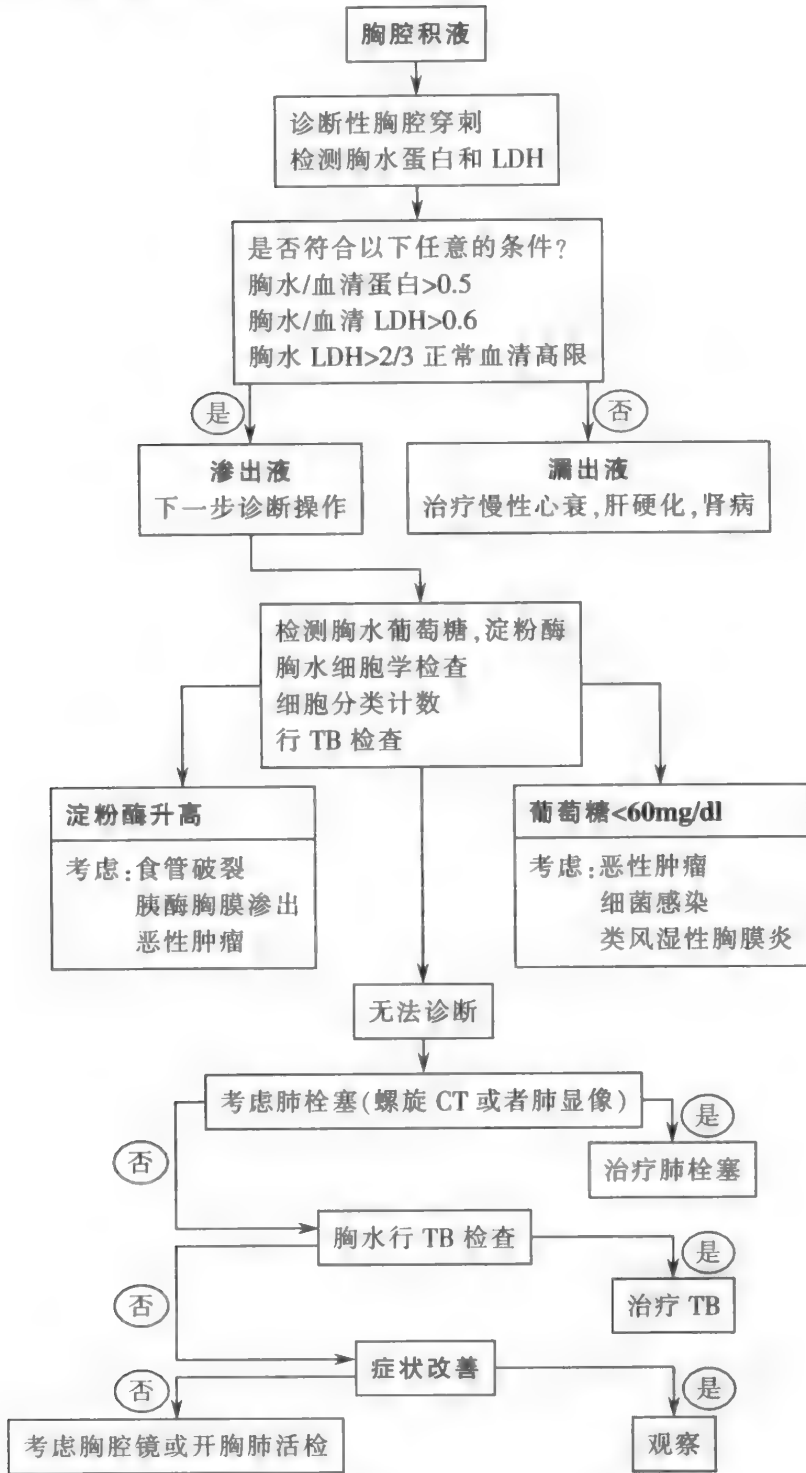 胸腔积液
诊断性胸腔穿刺
检测胸水蛋白和 LDH
是否符合以下任意的条件?
胸水/血清蛋白>0.5
胸水/血清 LDH>0.6
胸水 LDH>2/3 正常血清高限
是
否
渗出液
下一步诊断操作
漏出液
治疗慢性心衰,肝硬化,肾病
检测胸水葡萄糖,淀粉酶
胸水细胞学检查
细胞分类计数
行 TB 检查
淀粉酶升高
考虑:食管破裂
胰酶胸膜渗出
恶性肿瘤
葡萄糖<60mg/dl
考虑:恶性肿瘤
细菌感染
类风湿性胸膜炎
无法诊断
考虑肺栓塞(螺旋 CT 或者肺显像)
否
是
治疗肺栓塞
胸水行 TB 检查
否
是
治疗 TB
症状改善
否
是
考虑胸腔镜或开胸肺活检
观察